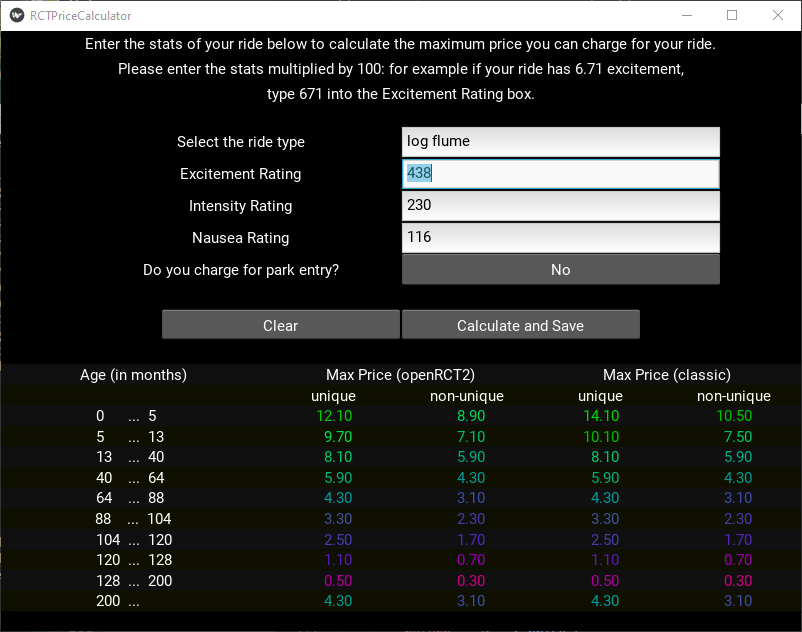 RCTPriceCalculator
Enter the stats of your ride below to calculate the maximum price you can charge for your ride.
Please enter the stats multiplied by 100: for example if your ride has 6.71 excitement,
type 671 into the Excitement Rating box.
Select the ride type log flume
Excitement Rating 438
Intensity Rating 230
Nausea Rating 116
Do you charge for park entry? No
Clear Calculate and Save
Age (in months) Max Price (openRCT2) Max Price (classic)
unique non-unique unique non-unique
0 ... 5 12.10 8.90 14.10 10.50
5 ... 13 9.70 7.10 10.10 7.50
13 ... 40 8.10 5.90 8.10 5.90
40 ... 64 5.90 4.30 5.90 4.30
64 ... 88 4.30 3.10 4.30 3.10
88 ... 104 3.30 2.30 3.30 2.30
104 ... 120 2.50 1.70 2.50 1.70
120 ... 128 1.10 0.70 1.10 0.70
128 ... 200 0.50 0.30 0.50 0.30
200 ... 4.30 3.10 4.30 3.10